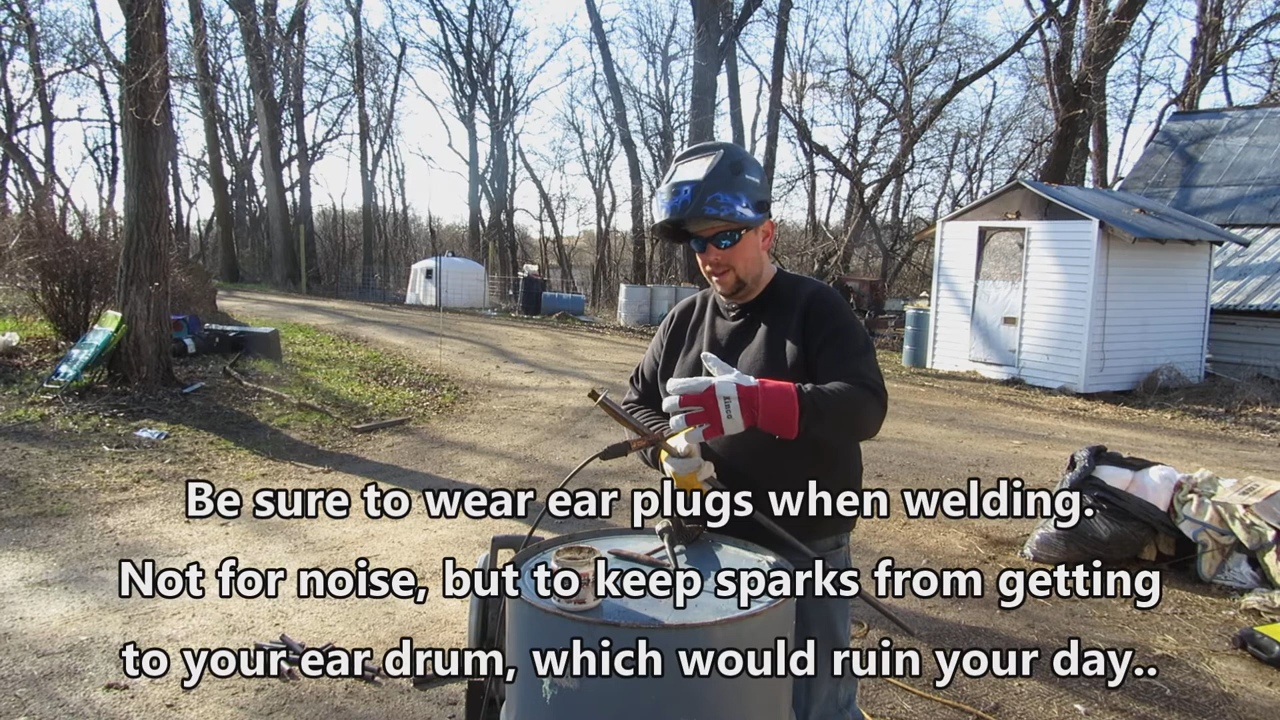 Kinco
Be sure to wear ear plugs when welding.
Not for noise, but to keep sparks from getting
to your ear drum, which would ruin your day..